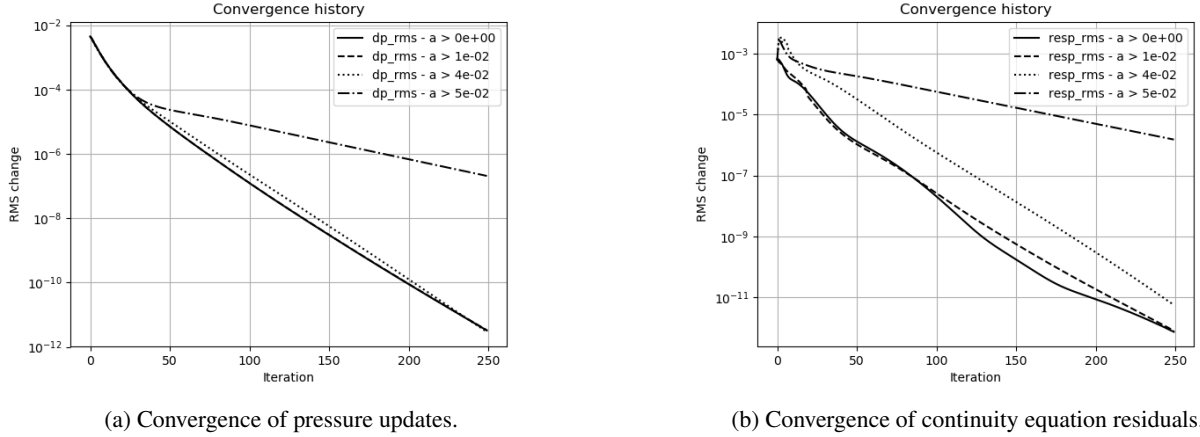 Convergence history
10^{-2}
10^{-4}
10^{-6}
10^{-8}
10^{-10}
10^{-12}
RMS change
dp_rms - a > 0e+00
dp_rms - a > 1e-02
dp_rms - a > 4e-02
dp_rms - a > 5e-02
0 50 100 150 200 250
Iteration
(a) Convergence of pressure updates.
Convergence history
10^{-3}
10^{-5}
10^{-7}
10^{-9}
10^{-11}
RMS change
resp_rms - a > 0e+00
resp_rms - a > 1e-02
resp_rms - a > 4e-02
resp_rms - a > 5e-02
0 50 100 150 200 250
Iteration
(b) Convergence of continuity equation residuals